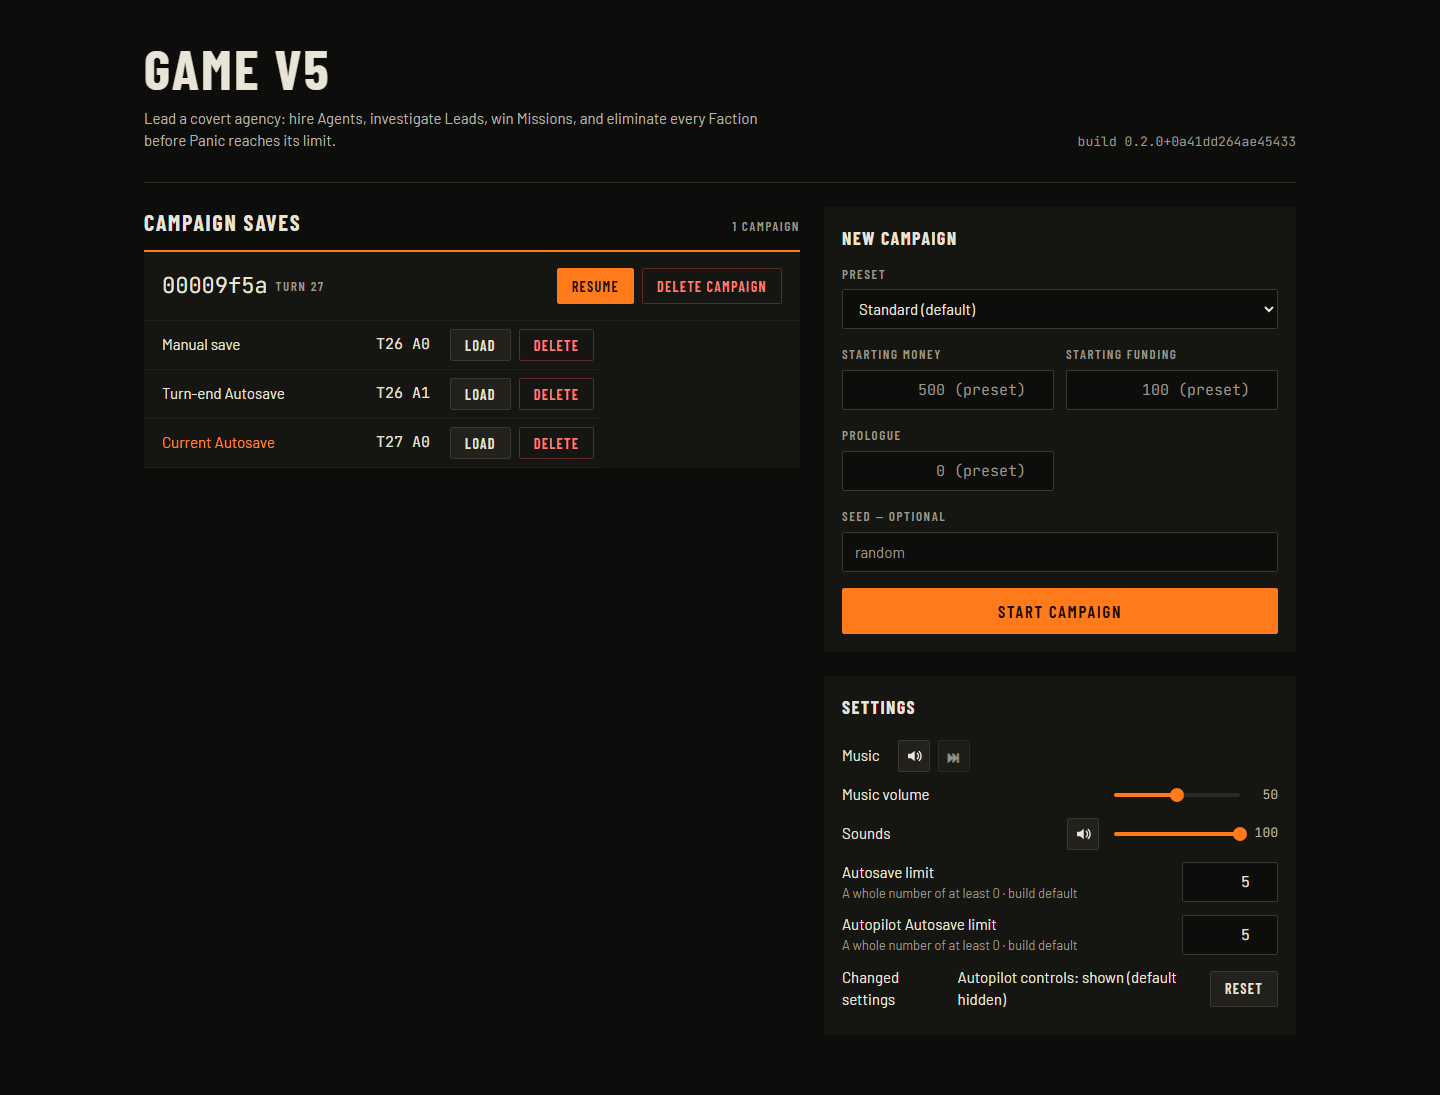 GAME V5
Lead a covert agency: hire Agents, investigate Leads, win Missions, and eliminate every Faction
before Panic reaches its limit.
build 0.2.0+0a41dd264ae45433
CAMPAIGN SAVES
1 CAMPAIGN
00009f5a TURN 27 RESUME DELETE CAMPAIGN
Manual save T26 A0 LOAD DELETE
Turn-end Autosave T26 A1 LOAD DELETE
Current Autosave T27 A0 LOAD DELETE
NEW CAMPAIGN
PRESET
Standard (default)
STARTING MONEY STARTING FUNDING
500 (preset) 100 (preset)
PROLOGUE
0 (preset)
SEED — OPTIONAL
random
START CAMPAIGN
SETTINGS
Music
Music volume 50
Sounds 100
Autosave limit
A whole number of at least 0 · build default
5
Autopilot Autosave limit
A whole number of at least 0 · build default
5
Changed
settings
Autopilot controls: shown (default
hidden)
RESET